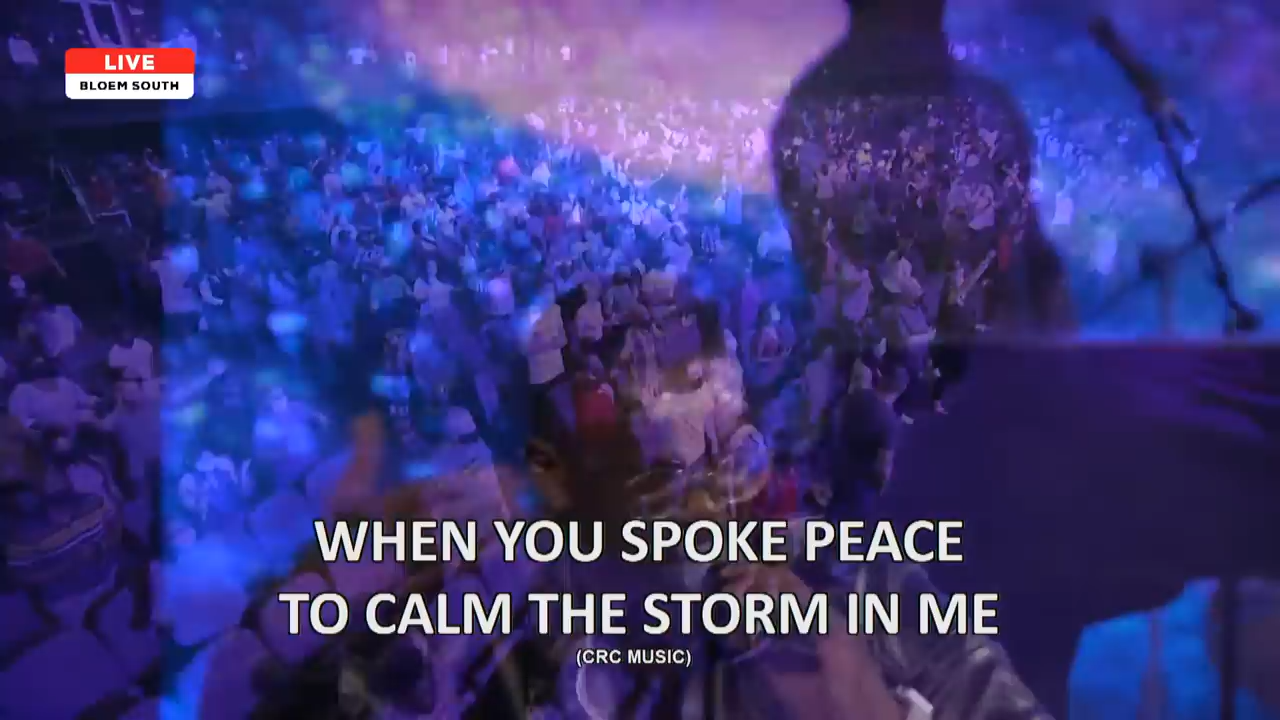 LIVE
BLOEM SOUTH
WHEN YOU SPOKE PEACE
TO CALM THE STORM IN ME
(CRC MUSIC)